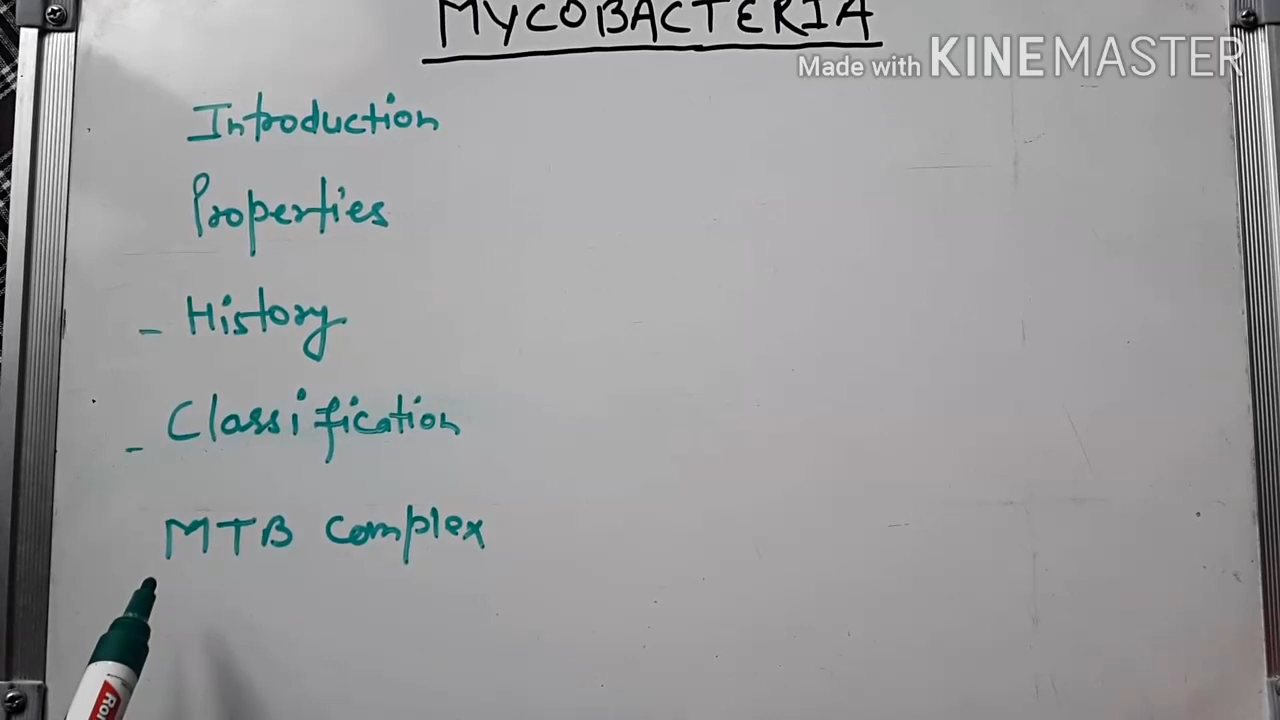 MYCOBACTERIA
Made with KINEMASTER
Introduction
Properties
- History
- Classification
MTB Complex